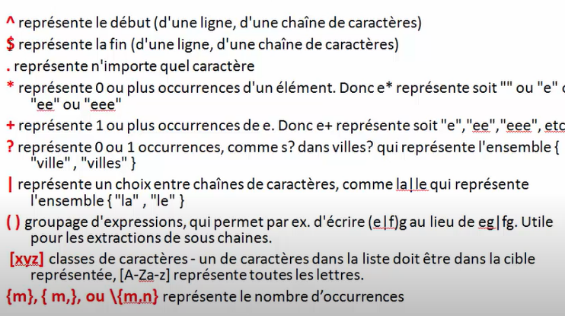 ^ représente le début (d'une ligne, d'une chaîne de caractères)
$ représente la fin (d'une ligne, d'une chaîne de caractères)
. représente n'importe quel caractère
* représente 0 ou plus occurrences d'un élément. Donc e* représente soit "" ou "e"
"ee" ou "eee"
+ représente 1 ou plus occurrences de e. Donc e+ représente soit "e","ee","eee", etc
? représente 0 ou 1 occurrences, comme s? dans villes? qui représente l'ensemble {
"ville" , "villes" }
| représente un choix entre chaînes de caractères, comme la|le qui représente
l'ensemble { "la" , "le" }
( ) groupage d'expressions, qui permet par ex. d'écrire (e|f)g au lieu de eg|fg. Utile
pour les extractions de sous chaines.
[xyz] classes de caractères - un de caractères dans la liste doit être dans la cible
représentée, [A-Za-z] représente toutes les lettres.
{m}, { m,}, ou \{m,n} représente le nombre d’occurrences